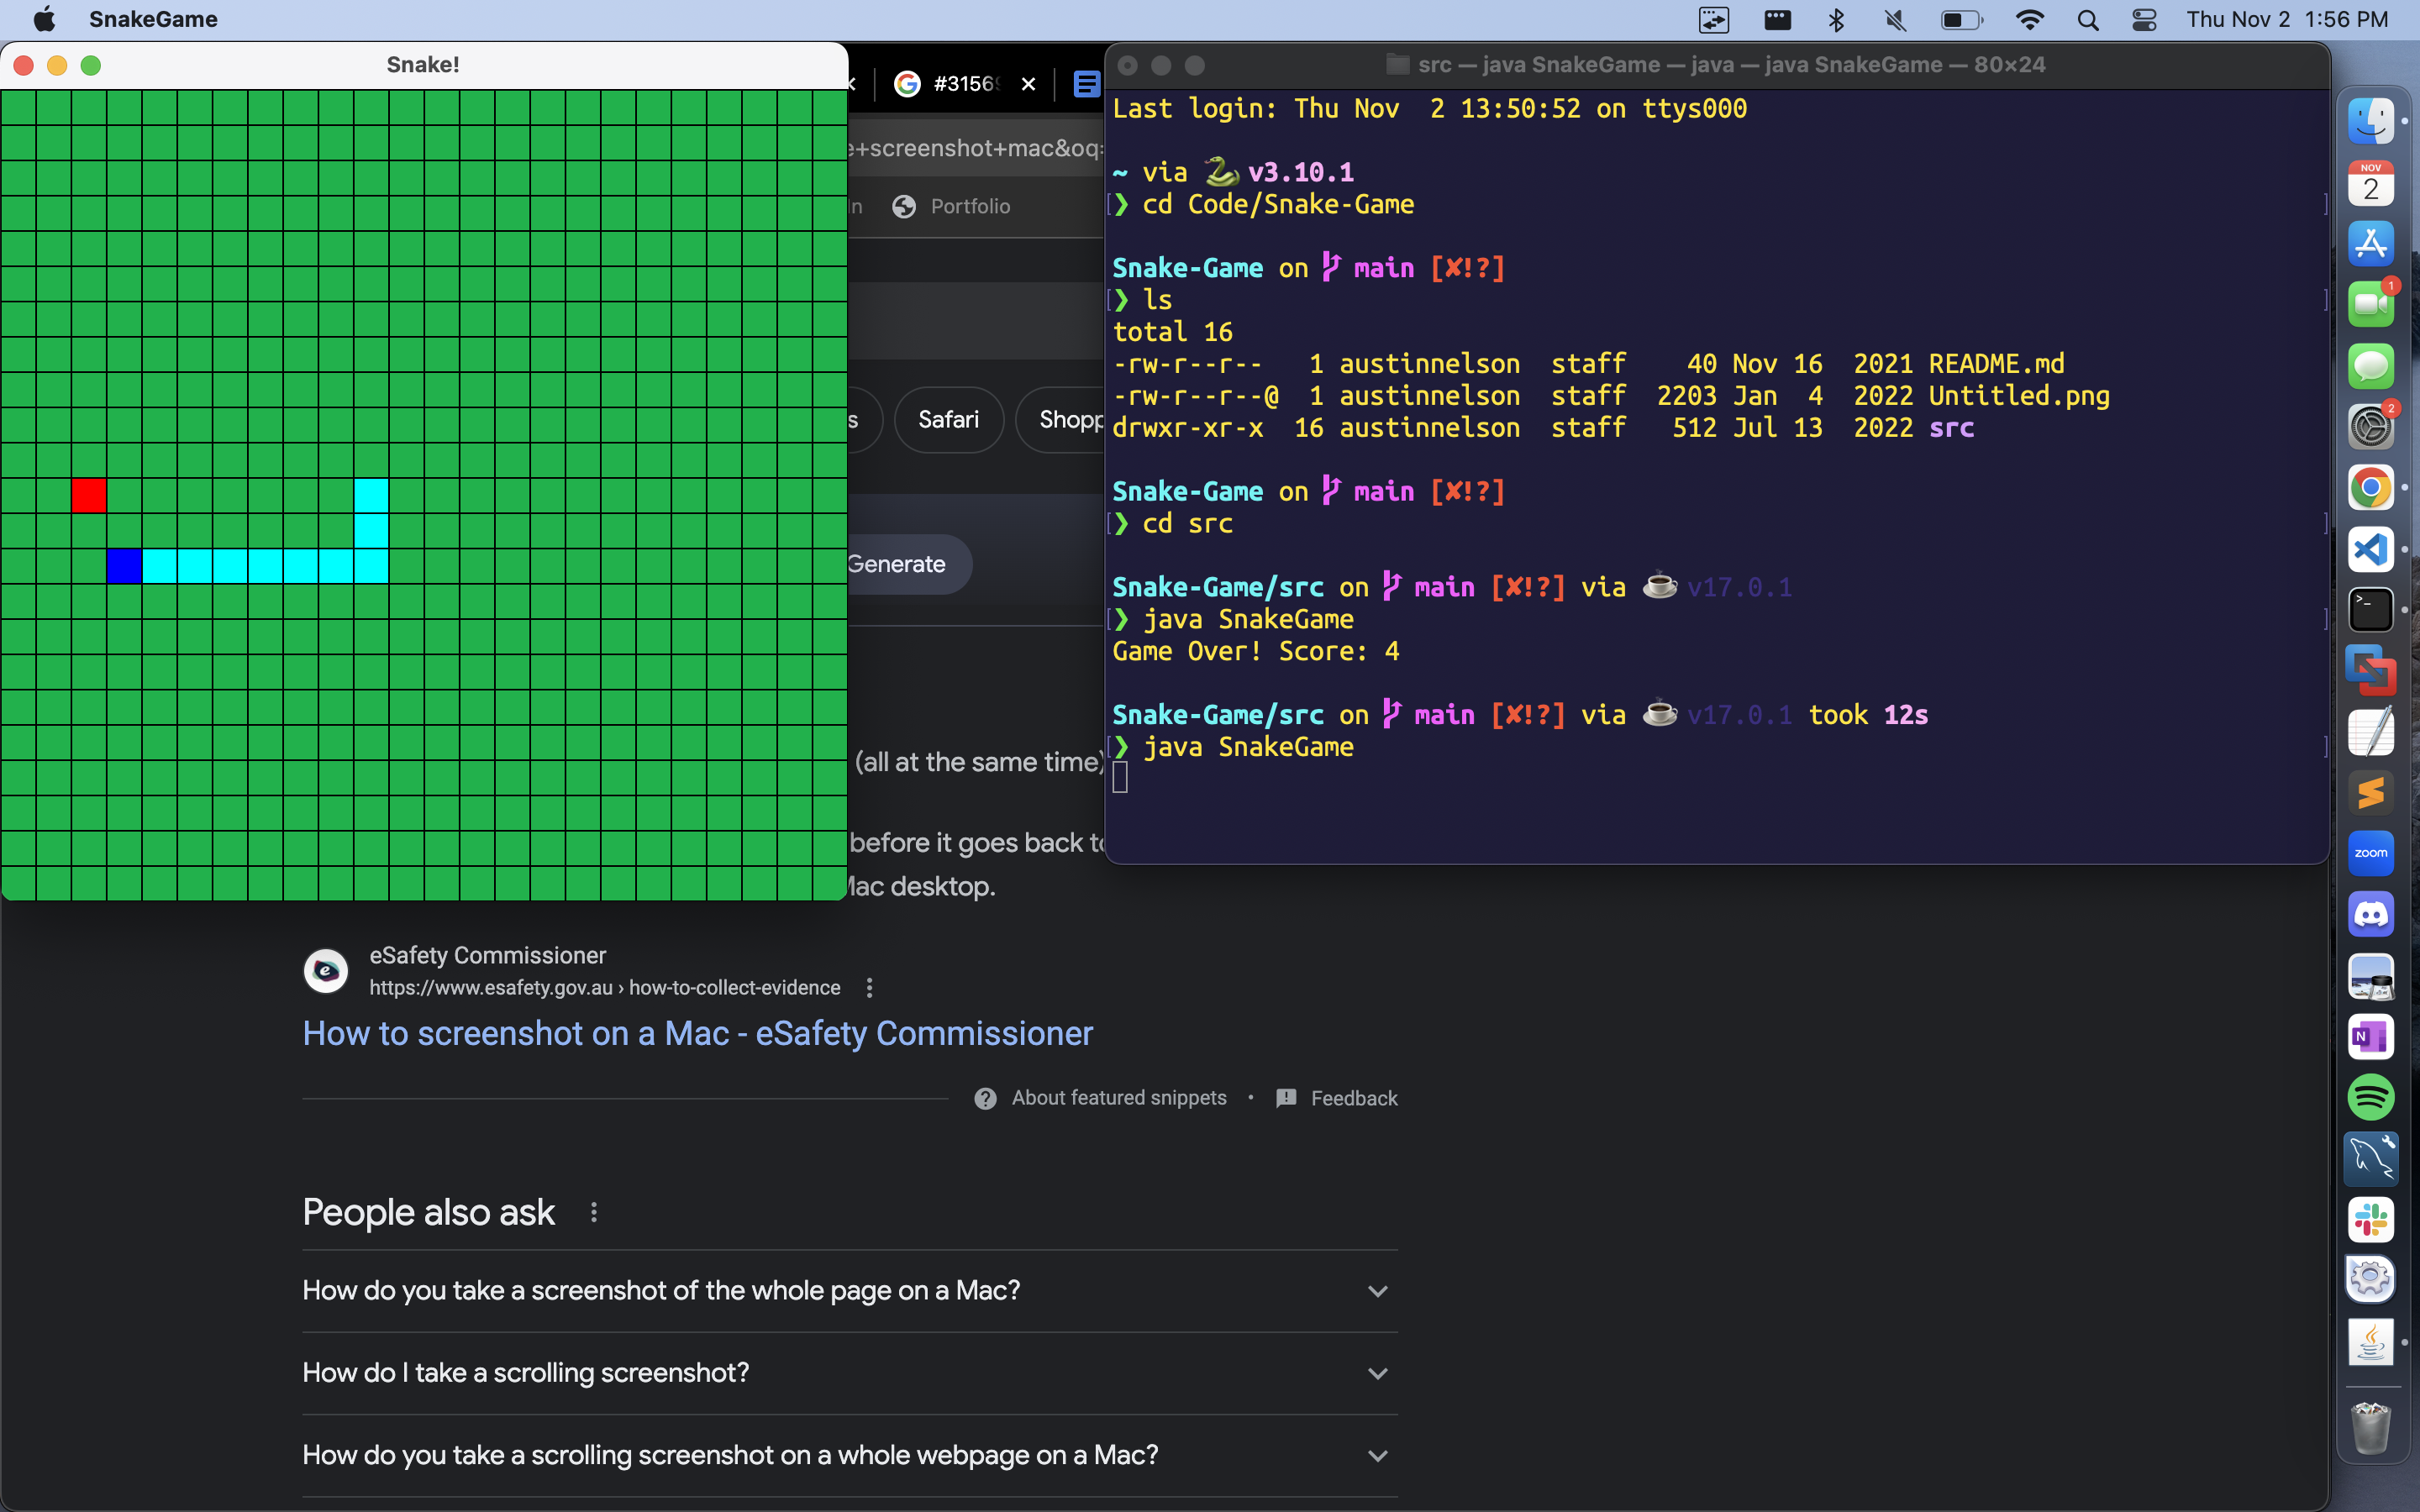 SnakeGame
Thu Nov 2 1:56 PM
Snake!
#3156
e+screenshot+mac&oq=
Portfolio
s
Safari
Shopp
Generate
(all at the same time)
before it goes back to
Mac desktop.
eSafety Commissioner
https://www.esafety.gov.au › how-to-collect-evidence
How to screenshot on a Mac - eSafety Commissioner
About featured snippets • Feedback
People also ask
How do you take a screenshot of the whole page on a Mac?
How do I take a scrolling screenshot?
How do you take a scrolling screenshot on a whole webpage on a Mac?
src — java SnakeGame — java — java SnakeGame — 80×24
Last login: Thu Nov  2 13:50:52 on ttys000
~ via 🐍 v3.10.1
❯ cd Code/Snake-Game
Snake-Game on main [✘!?]
❯ ls
total 16
-rw-r--r--   1 austinnelson  staff    40 Nov 16  2021 README.md
-rw-r--r--@  1 austinnelson  staff  2203 Jan  4  2022 Untitled.png
drwxr-xr-x  16 austinnelson  staff   512 Jul 13  2022 src
Snake-Game on main [✘!?]
❯ cd src
Snake-Game/src on main [✘!?] via ☕ v17.0.1
❯ java SnakeGame
Game Over! Score: 4
Snake-Game/src on main [✘!?] via ☕ v17.0.1 took 12s
❯ java SnakeGame
NOV
2
1
2
zoom
N